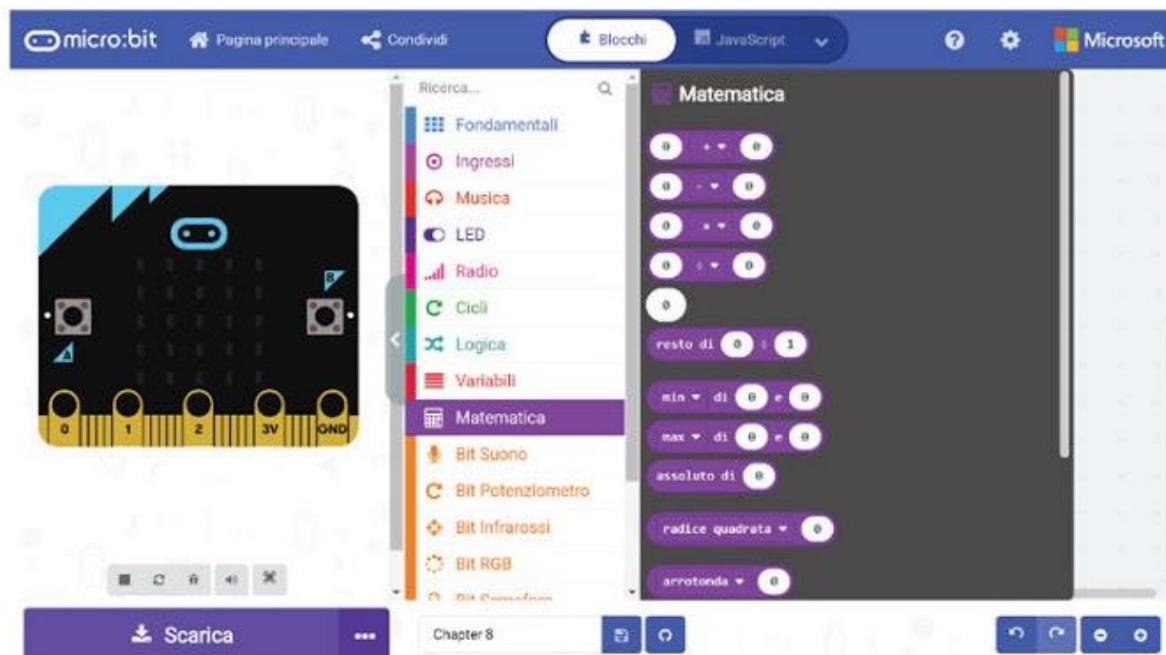 micro:bit Pagina principale Condividi Blocchi JavaScript Microsoft
Ricerca...
Fondamentali
Ingressi
Musica
LED
Radio
Cicli
Logica
Variabili
Matematica
Bit Suono
Bit Potenziometro
Bit Infrarossi
Bit RGB
Bit Semaforo
Matematica
0 + 0
0 - 0
0 × 0
0 ÷ 0
0
resto di 0 ÷ 1
min di 0 e 0
max di 0 e 0
assoluto di 0
radice quadrata 0
arrotonda 0
B
A
0 1 2 3V GND
Scarica ...
Chapter 8